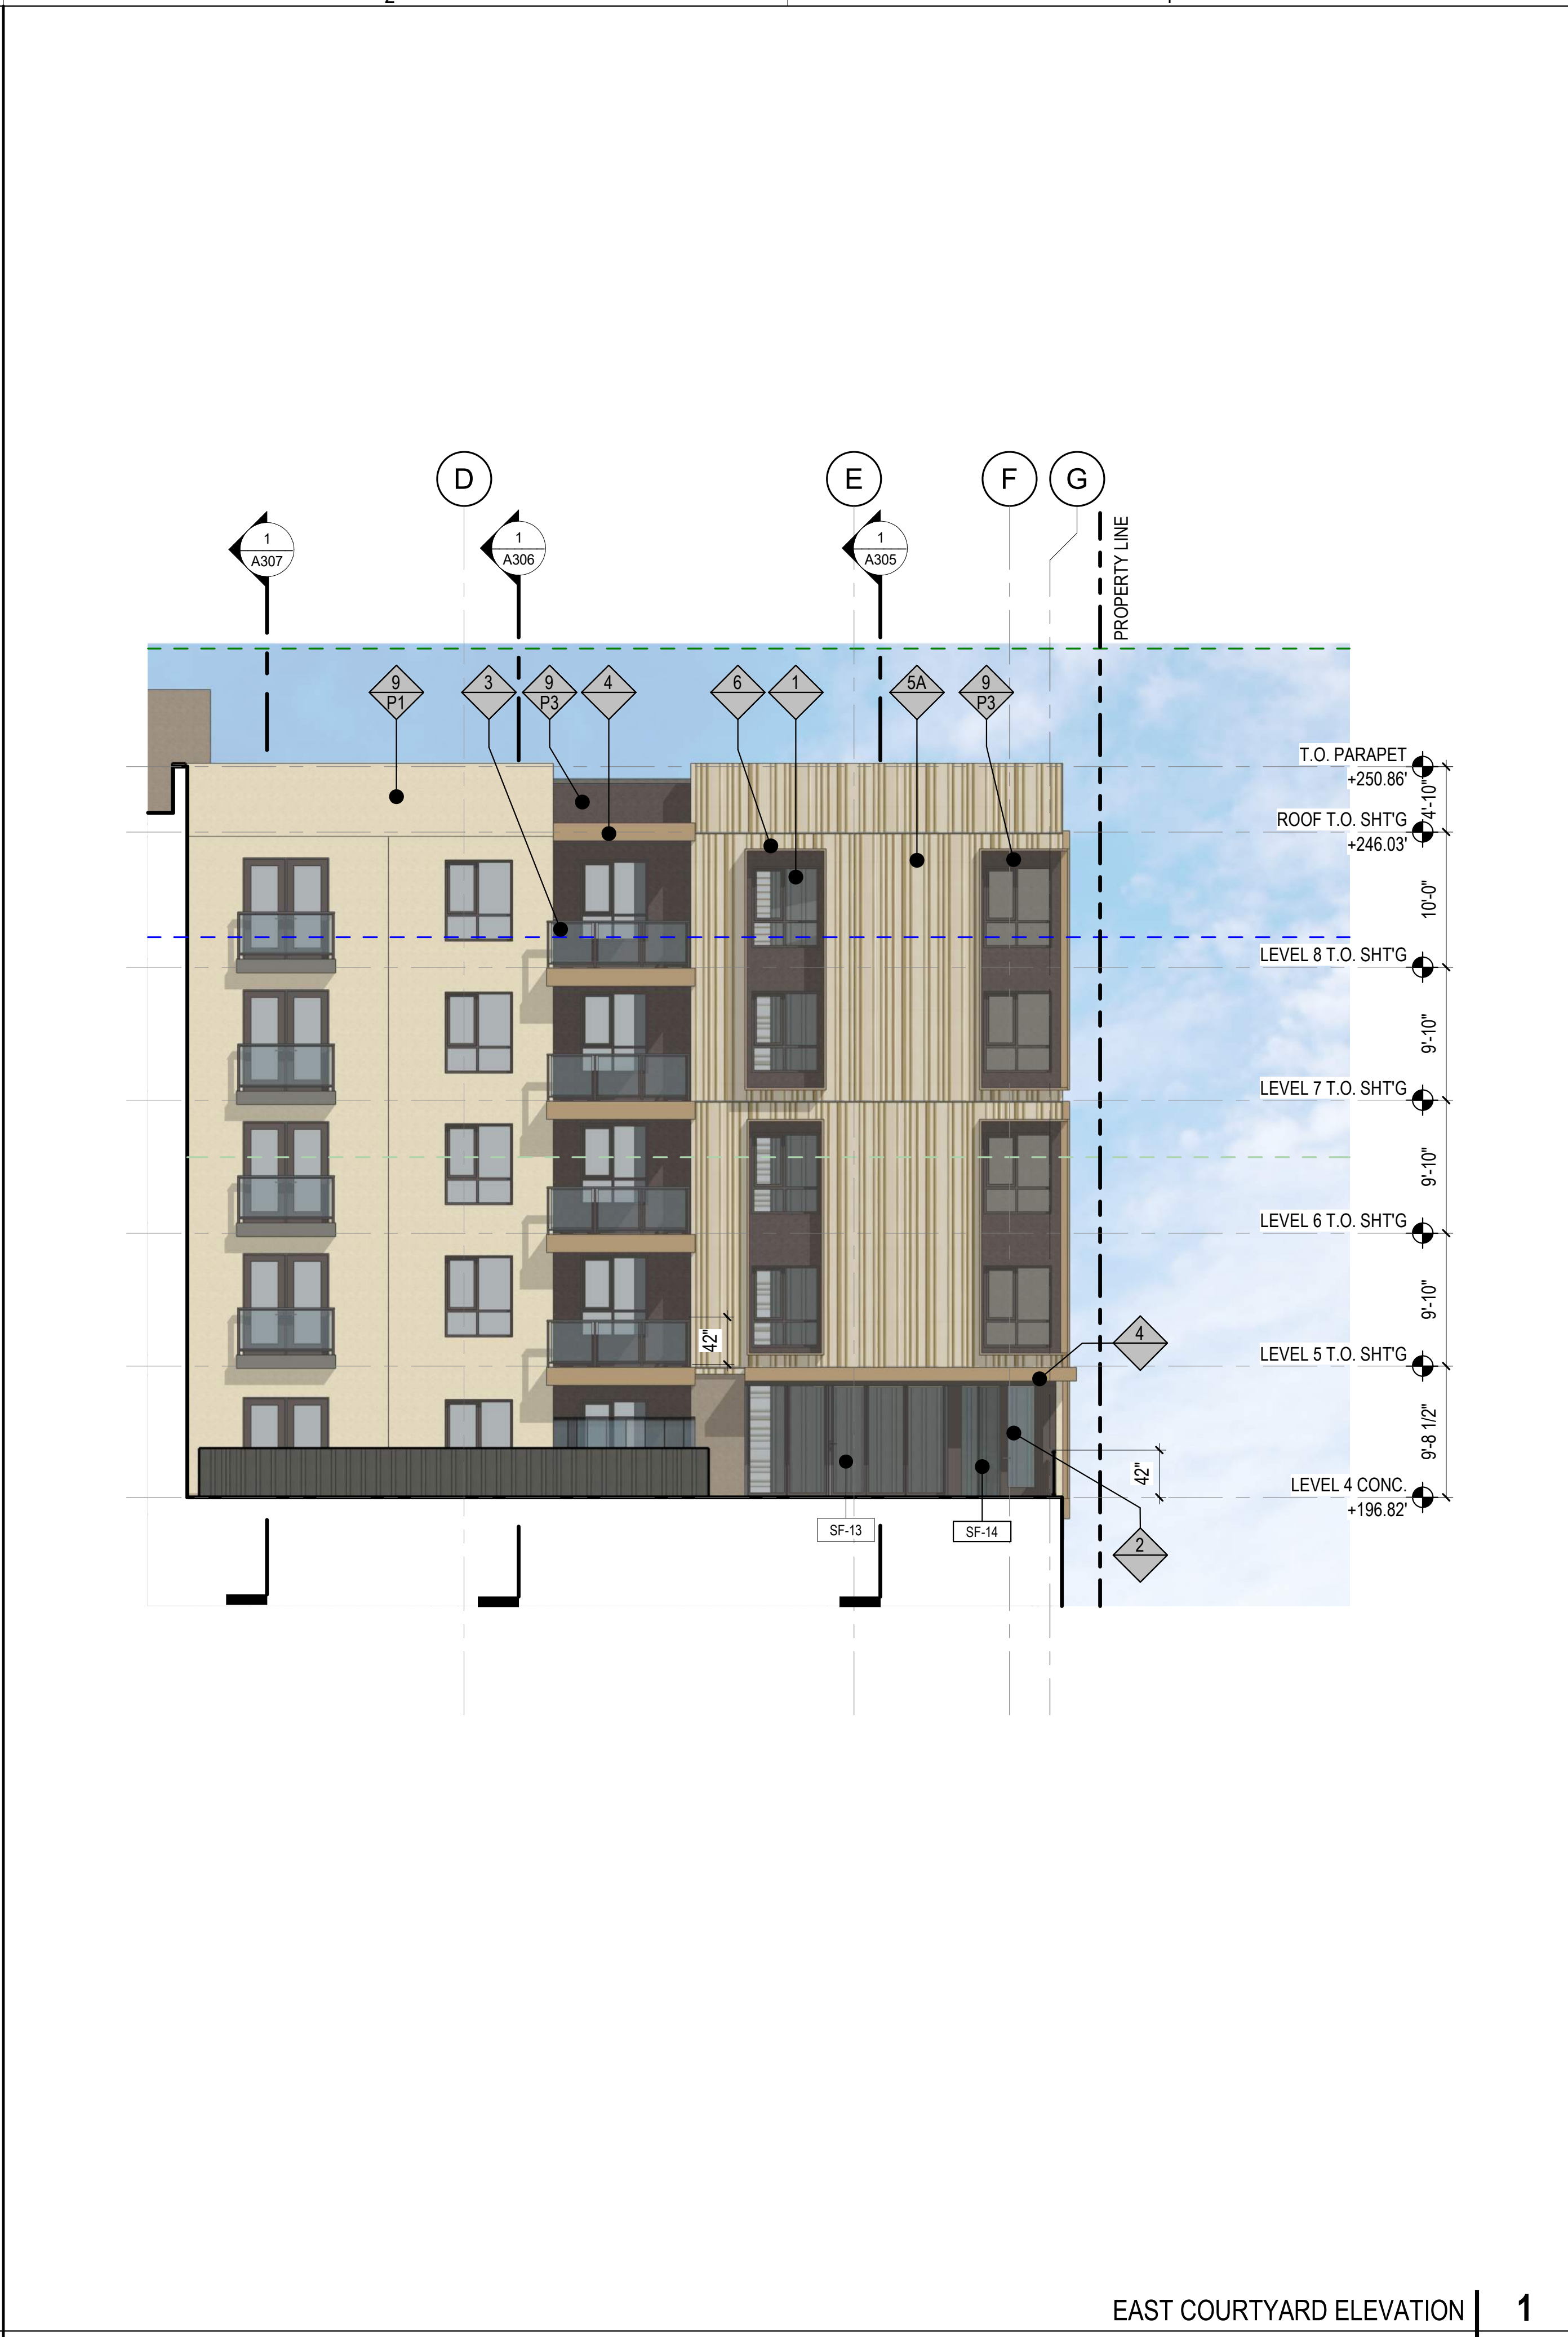 D
E
F
G
1
A307
1
A306
1
A305
PROPERTY LINE
9
P1
3
9
P3
4
6
1
5A
9
P3
T.O. PARAPET
+250.86'
4'-10"
ROOF T.O. SHT'G
+246.03'
10'-0"
LEVEL 8 T.O. SHT'G
9'-10"
LEVEL 7 T.O. SHT'G
9'-10"
LEVEL 6 T.O. SHT'G
9'-10"
42"
4
LEVEL 5 T.O. SHT'G
9'-8 1/2"
42"
LEVEL 4 CONC.
+196.82'
SF-13
SF-14
2
EAST COURTYARD ELEVATION
1